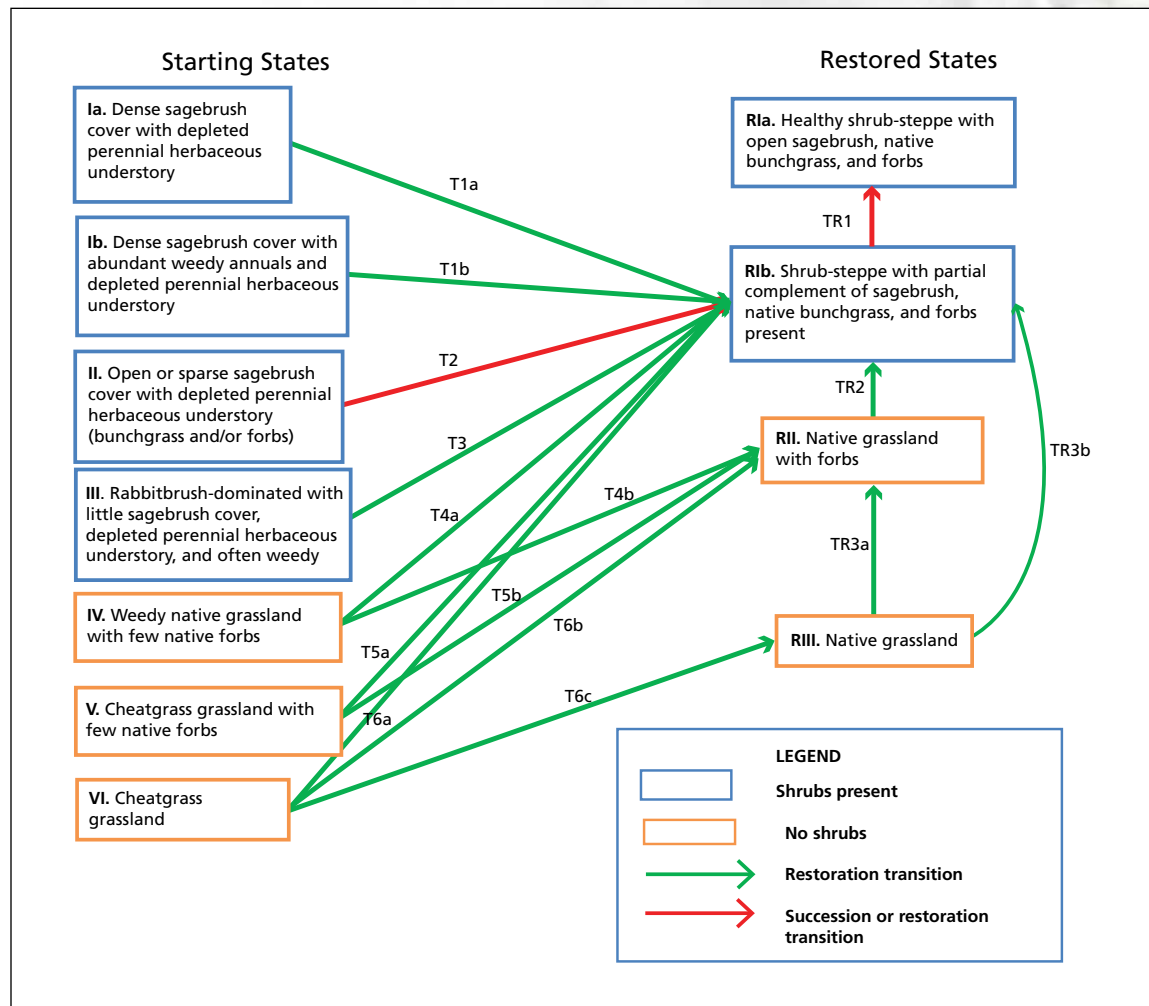 Starting States
Restored States
Ia. Dense sagebrush
cover with depleted
perennial herbaceous
understory
RIa. Healthy shrub-steppe with
open sagebrush, native
bunchgrass, and forbs
T1a
TR1
Ib. Dense sagebrush cover with
abundant weedy annuals and
depleted perennial herbaceous
understory
T1b
RIb. Shrub-steppe with partial
complement of sagebrush,
native bunchgrass, and forbs
present
II. Open or sparse sagebrush
cover with depleted perennial
herbaceous understory
(bunchgrass and/or forbs)
T2
TR2
T3
RII. Native grassland
with forbs
TR3b
III. Rabbitbrush-dominated with
little sagebrush cover,
depleted perennial herbaceous
understory, and often weedy
T4a
T4b
TR3a
IV. Weedy native grassland
with few native forbs
T5b
T6b
T5a
RIII. Native grassland
V. Cheatgrass grassland with
few native forbs
T6a
T6c
VI. Cheatgrass
grassland
LEGEND
Shrubs present
No shrubs
Restoration transition
Succession or restoration
transition